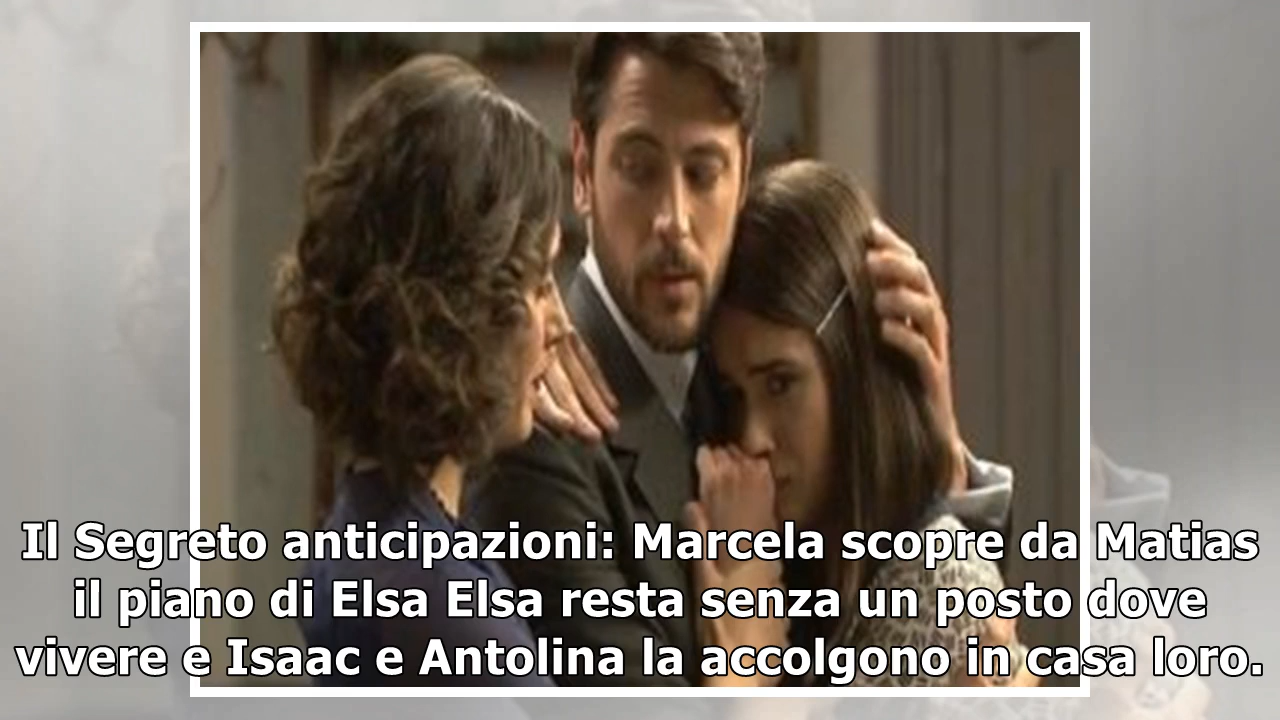 Il Segreto anticipazioni: Marcela scopre da Matias
il piano di Elsa Elsa resta senza un posto dove
vivere e Isaac e Antolina la accolgono in casa loro.